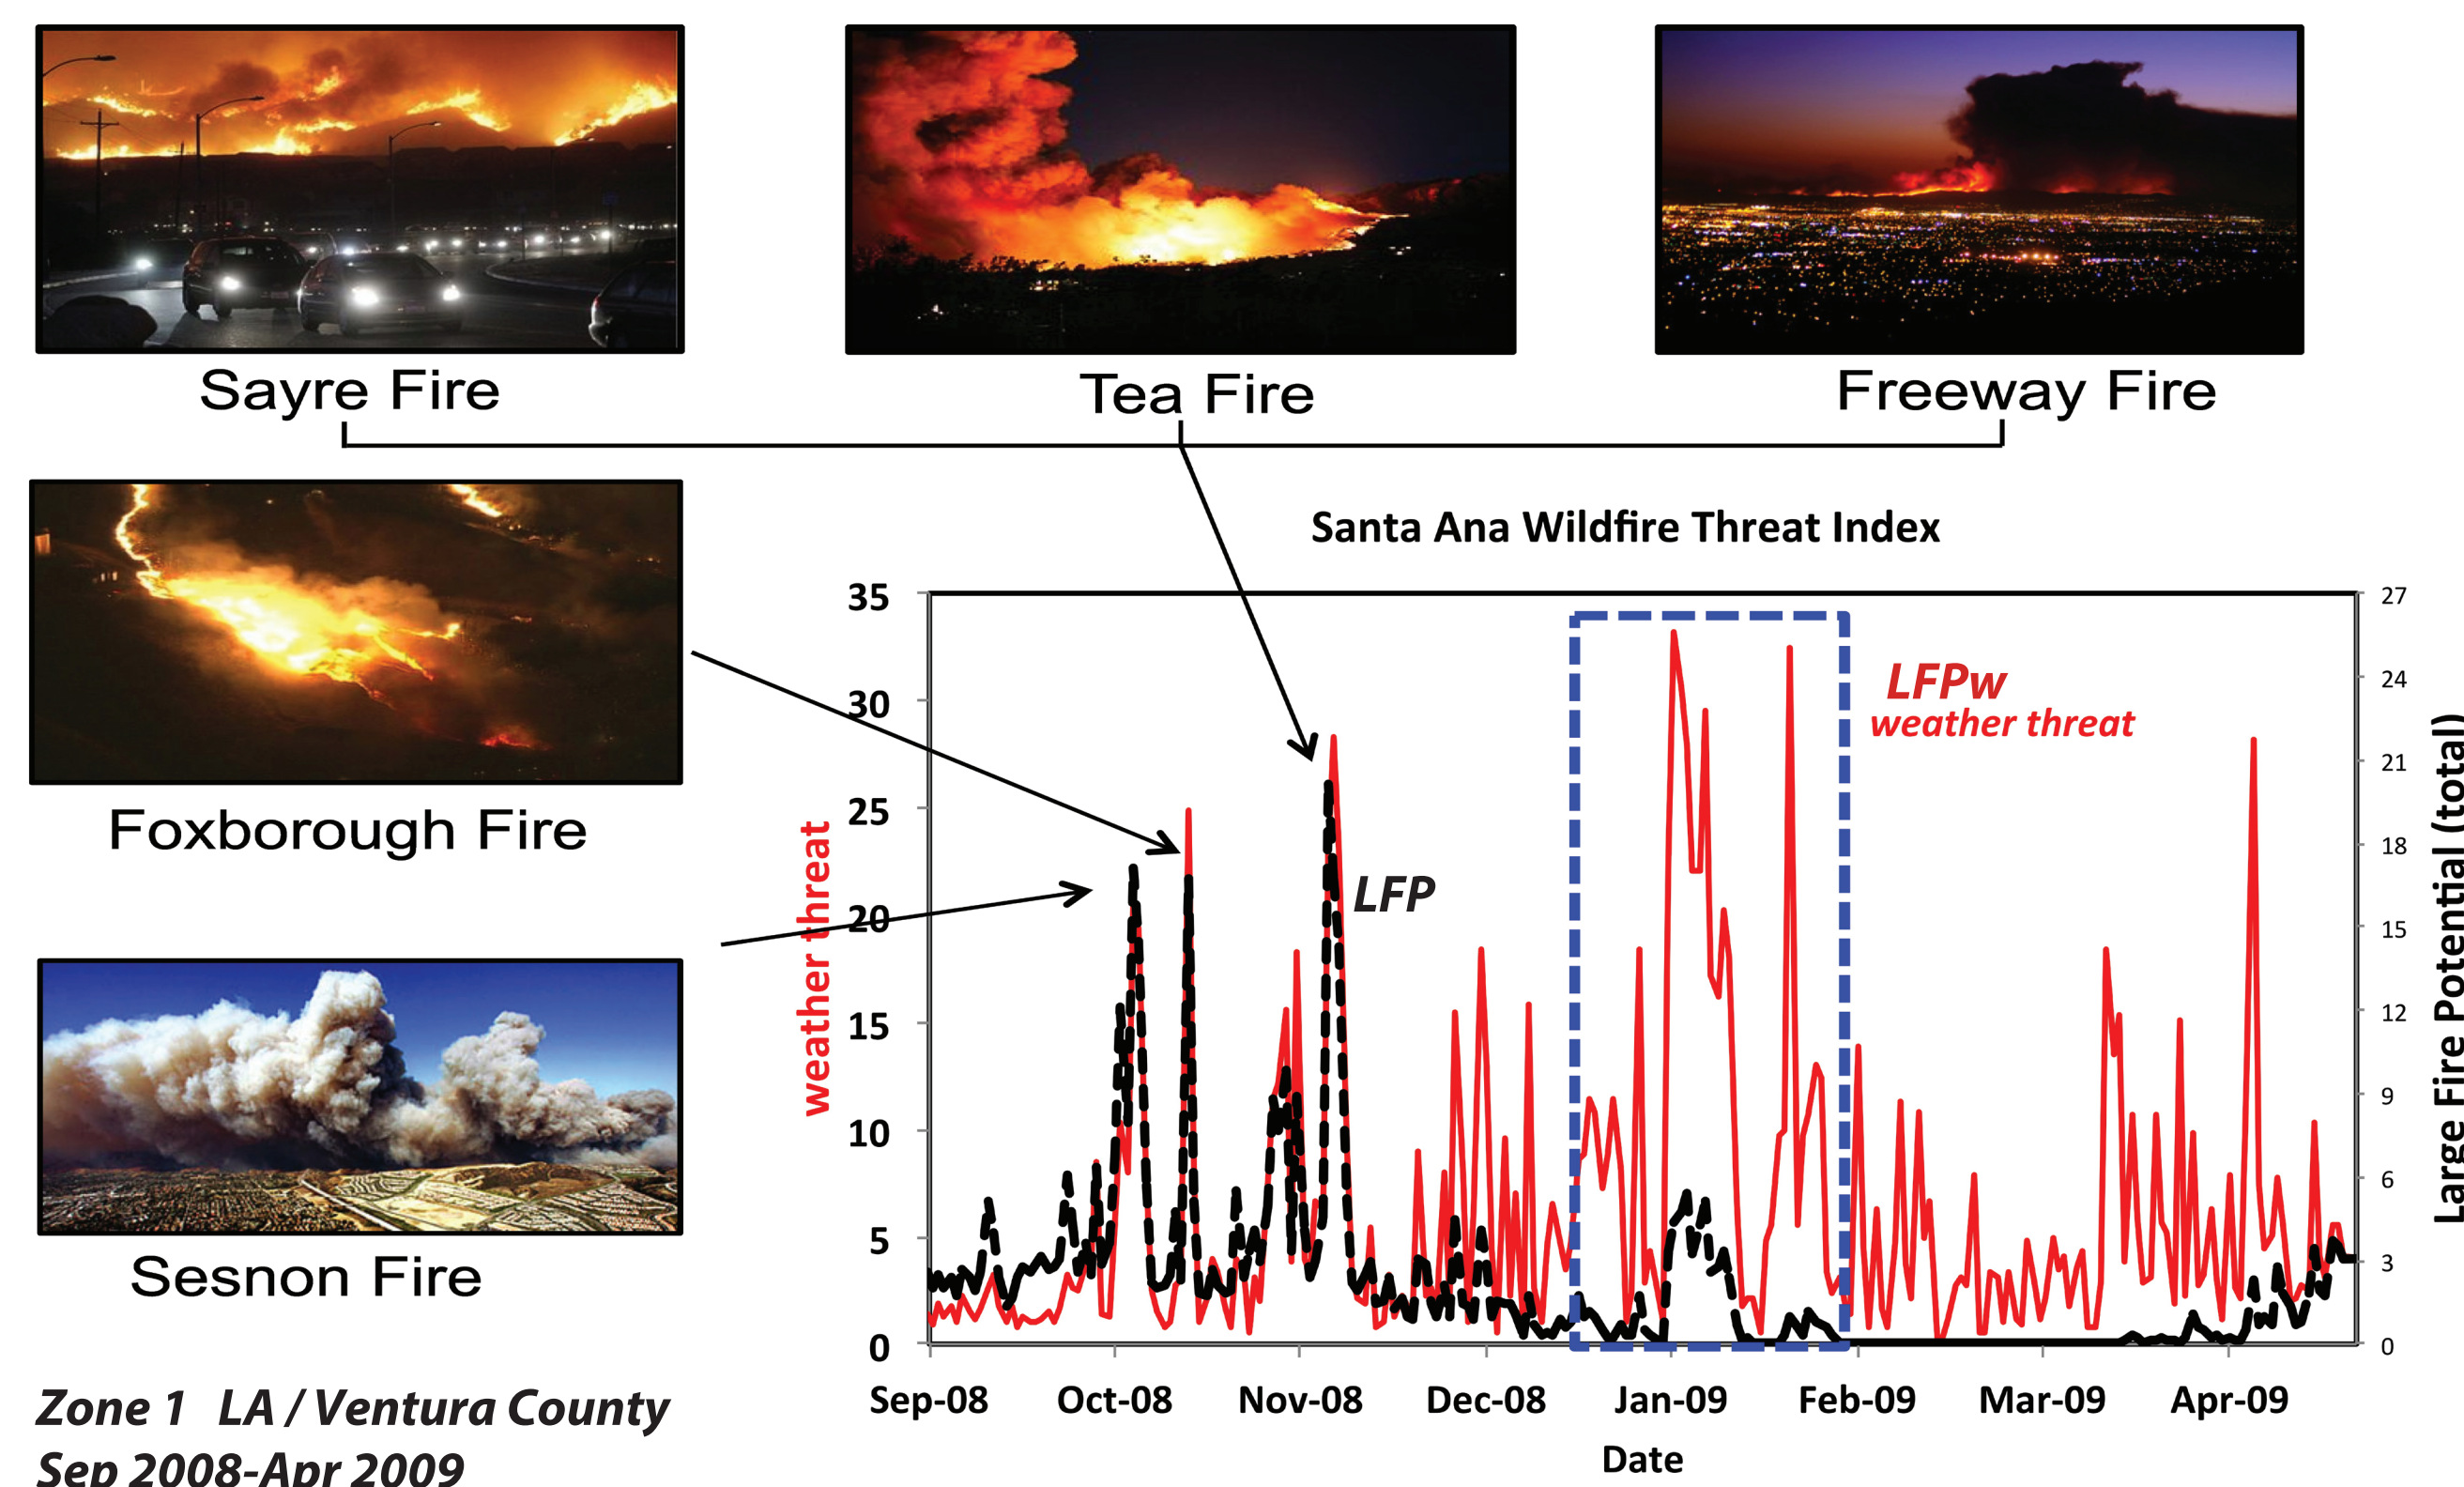 Sayre Fire
Tea Fire
Freeway Fire
Foxborough Fire
Sesnon Fire
Zone 1 LA / Ventura County
Sep 2008-Apr 2009
Santa Ana Wildfire Threat Index
weather threat
35
30
25
20
15
10
5
0
LFP
LFPw
weather threat
27
24
21
18
15
12
9
6
3
0
Large Fire Potential (total)
Sep-08
Oct-08
Nov-08
Dec-08
Jan-09
Feb-09
Mar-09
Apr-09
Date